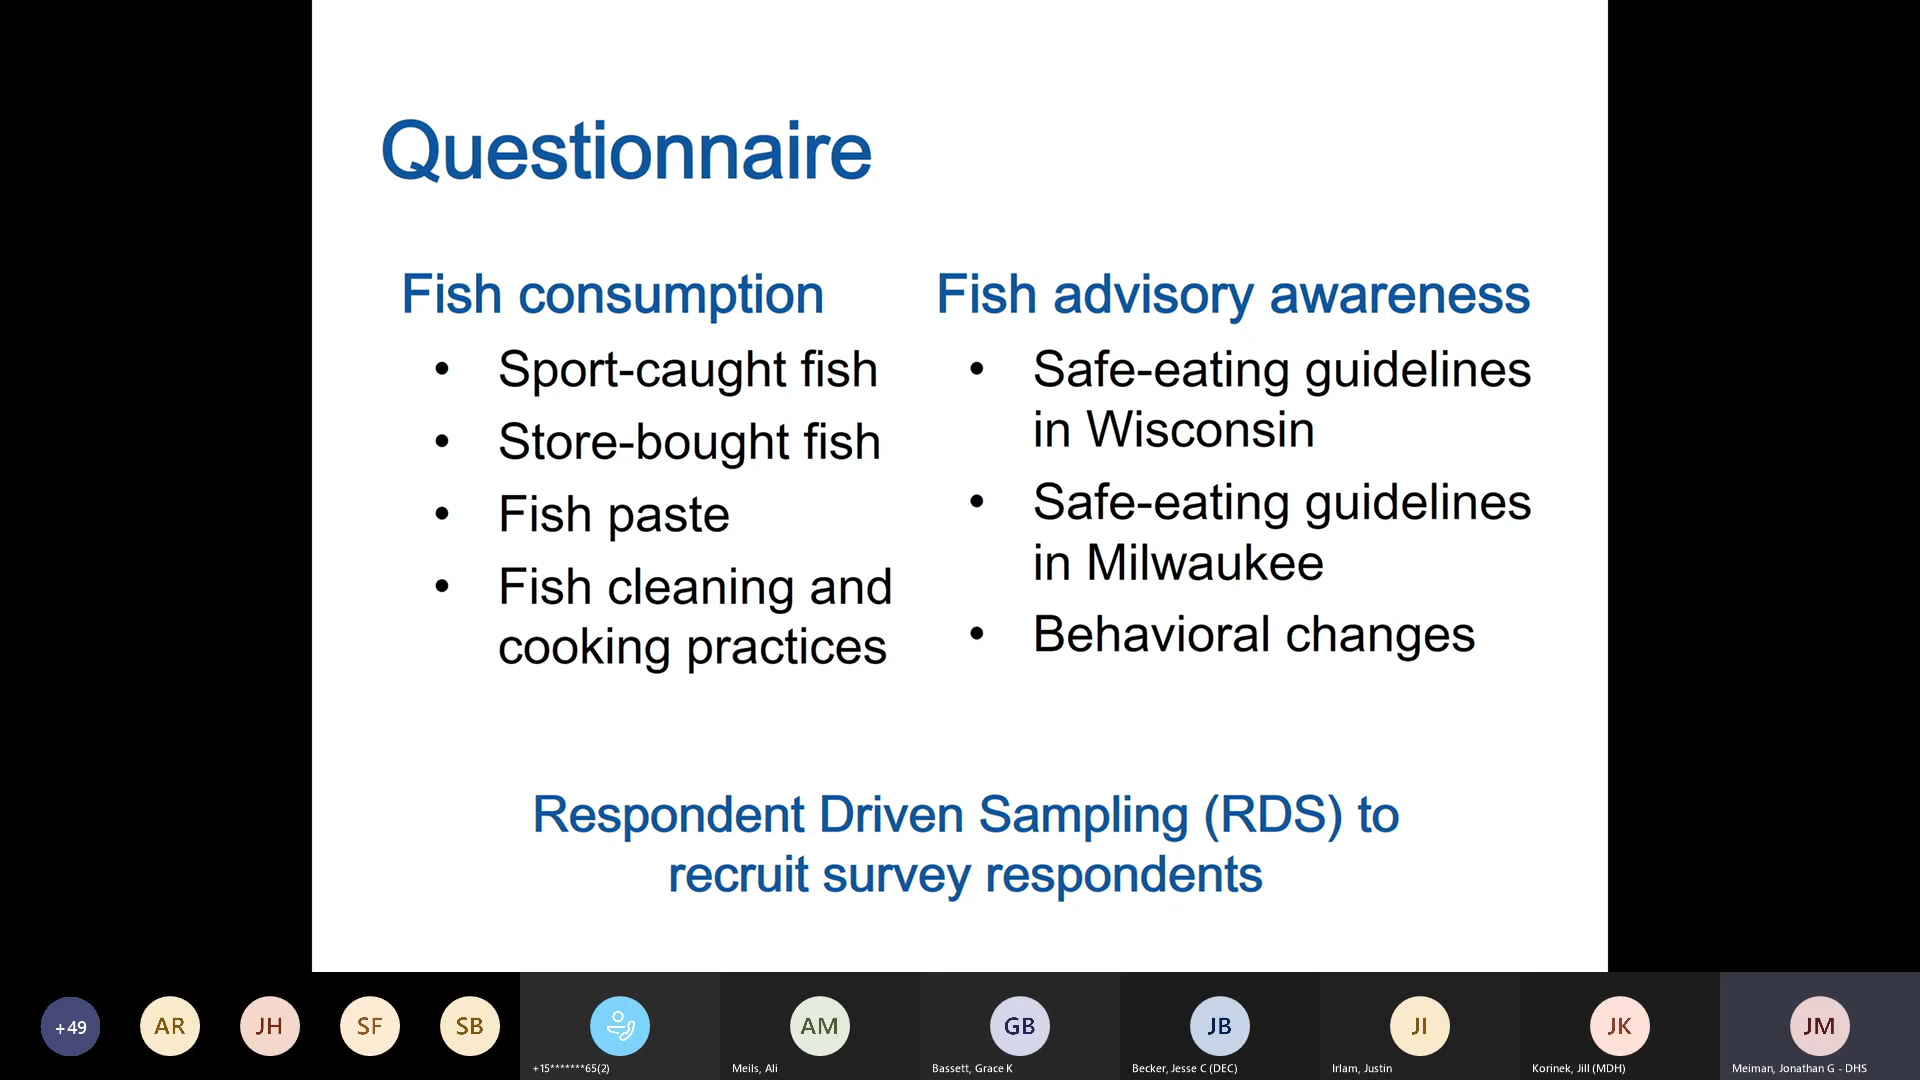 Questionnaire
Fish consumption
• Sport-caught fish
• Store-bought fish
• Fish paste
• Fish cleaning and
cooking practices
Fish advisory awareness
• Safe-eating guidelines
in Wisconsin
• Safe-eating guidelines
in Milwaukee
• Behavioral changes
Respondent Driven Sampling (RDS) to
recruit survey respondents
+49
AR
JH
SF
SB
+15*******65(2)
AM
Meils, Ali
GB
Bassett, Grace K
JB
Becker, Jesse C (DEC)
JI
Irlam, Justin
JK
Korinek, Jill (MDH)
JM
Meiman, Jonathan G - DHS